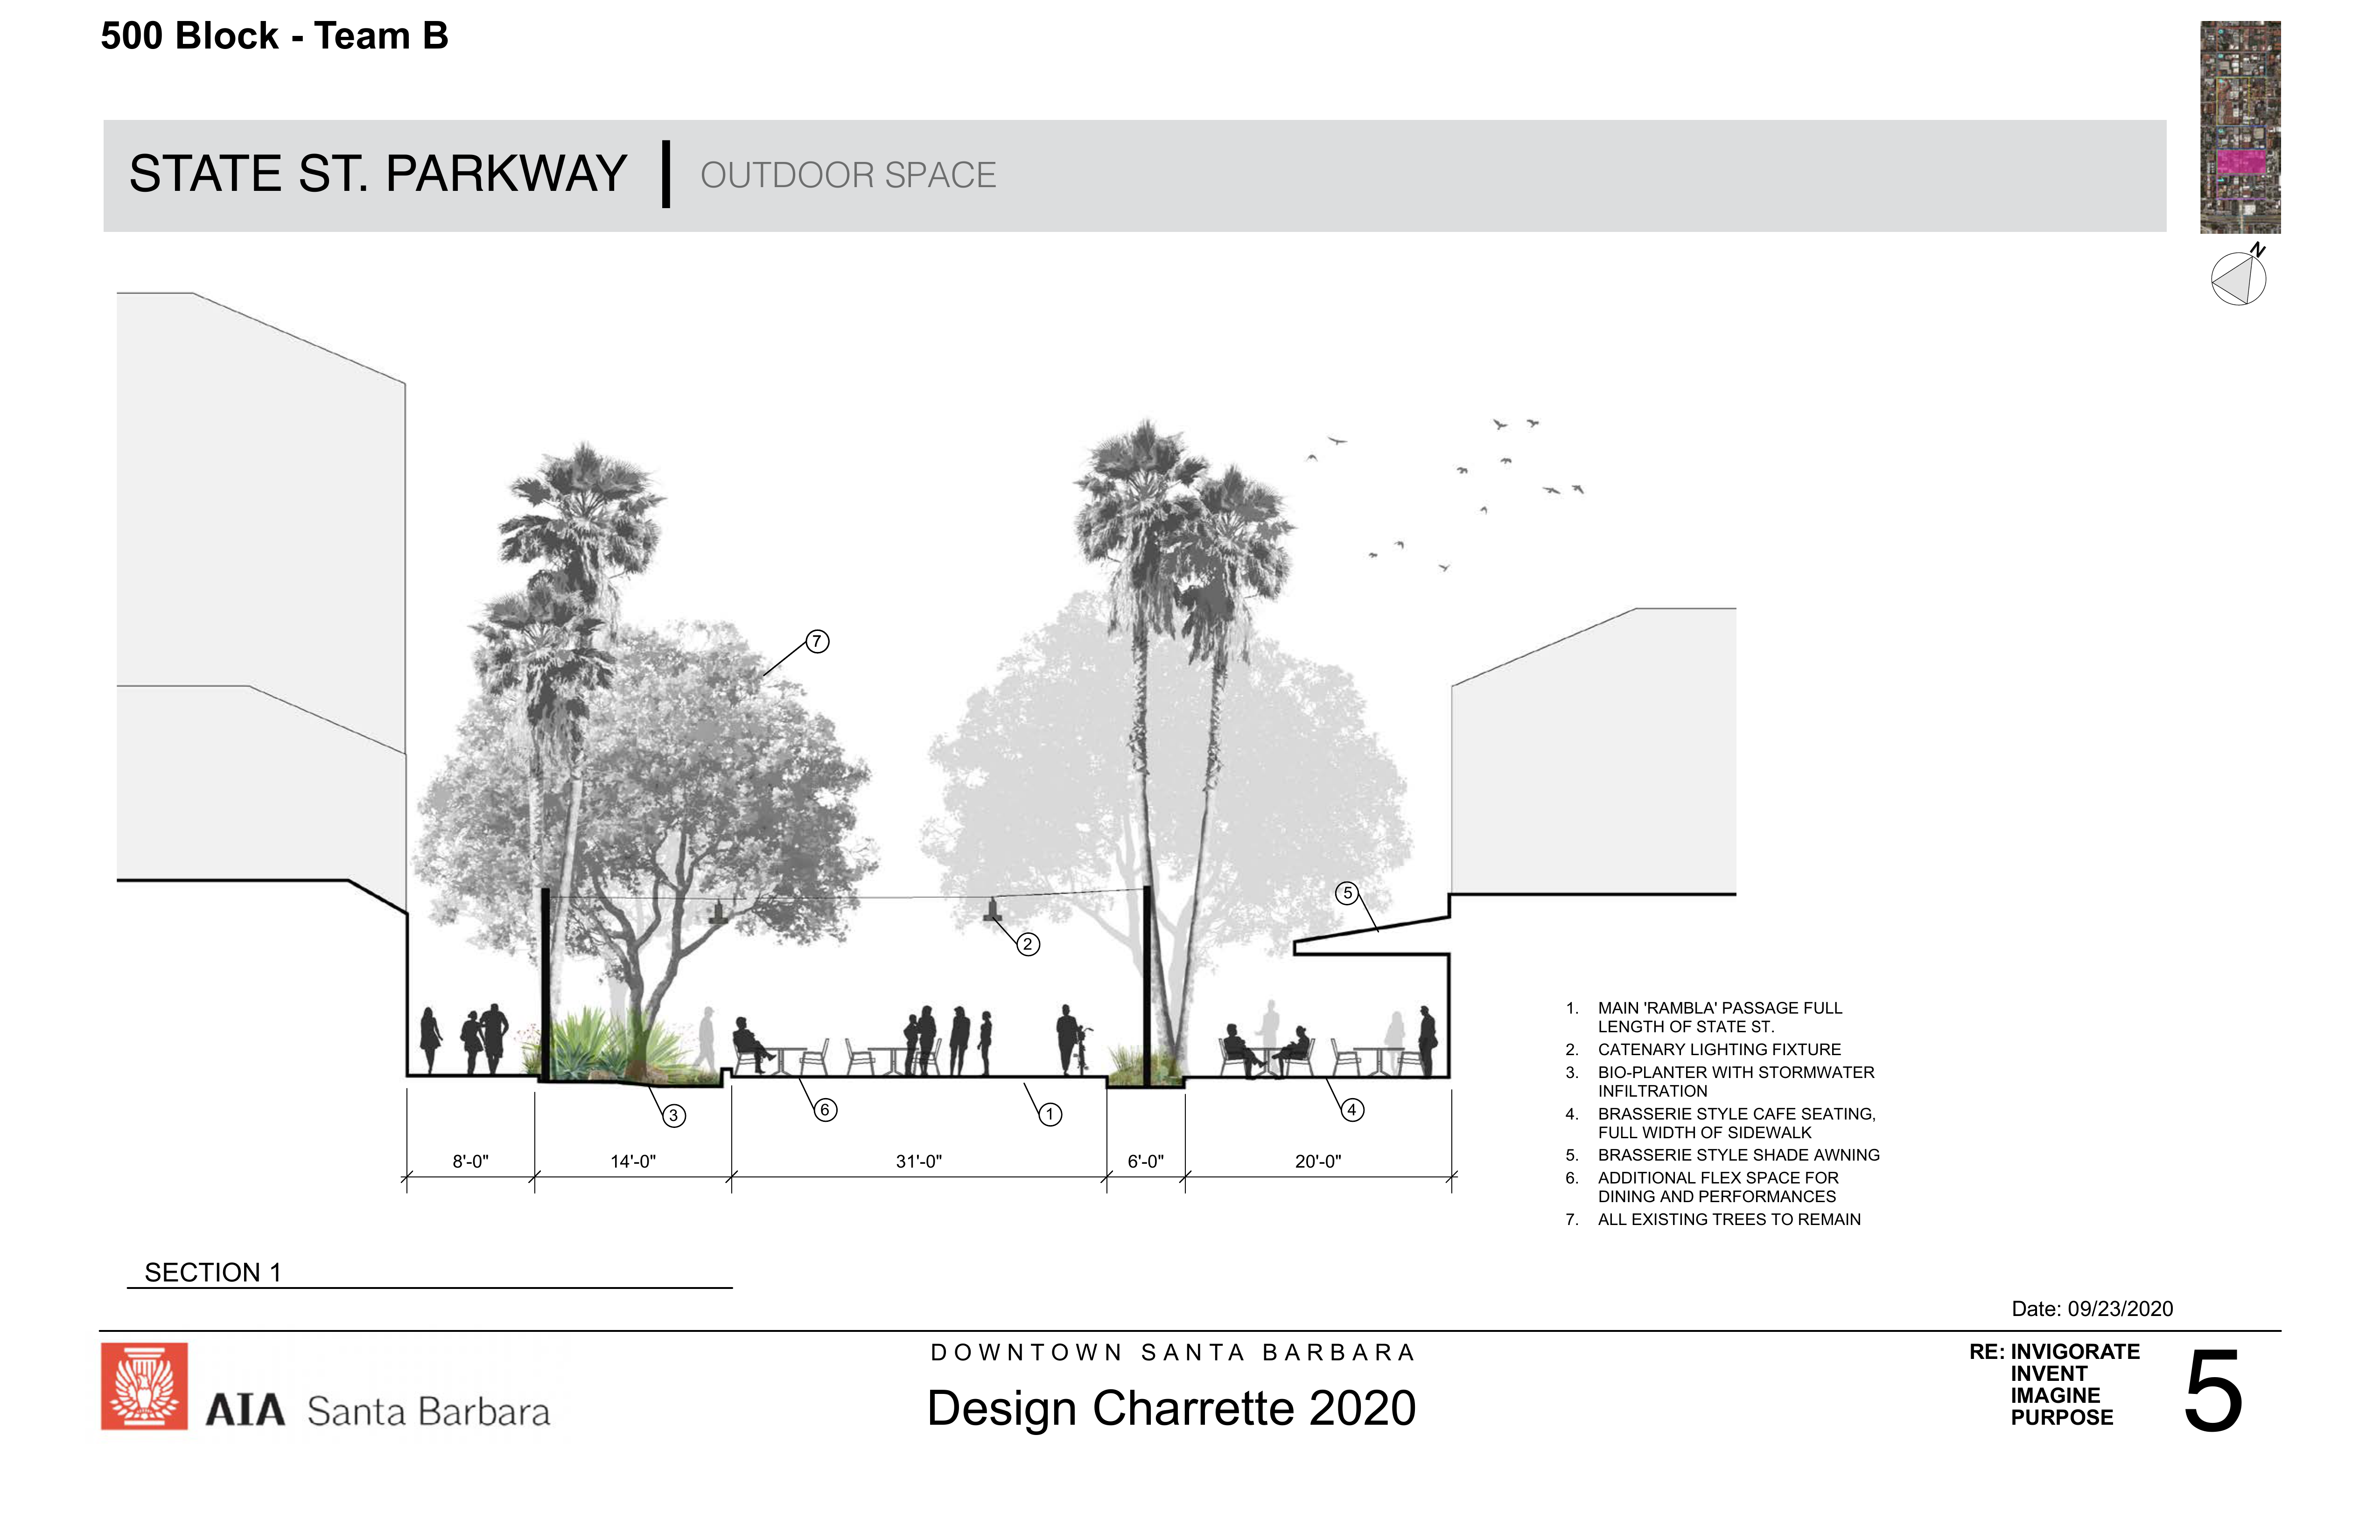 500 Block - Team B
STATE ST. PARKWAY | OUTDOOR SPACE
N
7
5
2
3
6
1
4
8'-0"
14'-0"
31'-0"
6'-0"
20'-0"
1. MAIN 'RAMBLA' PASSAGE FULL
LENGTH OF STATE ST.
2. CATENARY LIGHTING FIXTURE
3. BIO-PLANTER WITH STORMWATER
INFILTRATION
4. BRASSERIE STYLE CAFE SEATING,
FULL WIDTH OF SIDEWALK
5. BRASSERIE STYLE SHADE AWNING
6. ADDITIONAL FLEX SPACE FOR
DINING AND PERFORMANCES
7. ALL EXISTING TREES TO REMAIN
SECTION 1
Date: 09/23/2020
AIA Santa Barbara
DOWNTOWN SANTA BARBARA
Design Charrette 2020
RE: INVIGORATE
INVENT
IMAGINE
PURPOSE
5